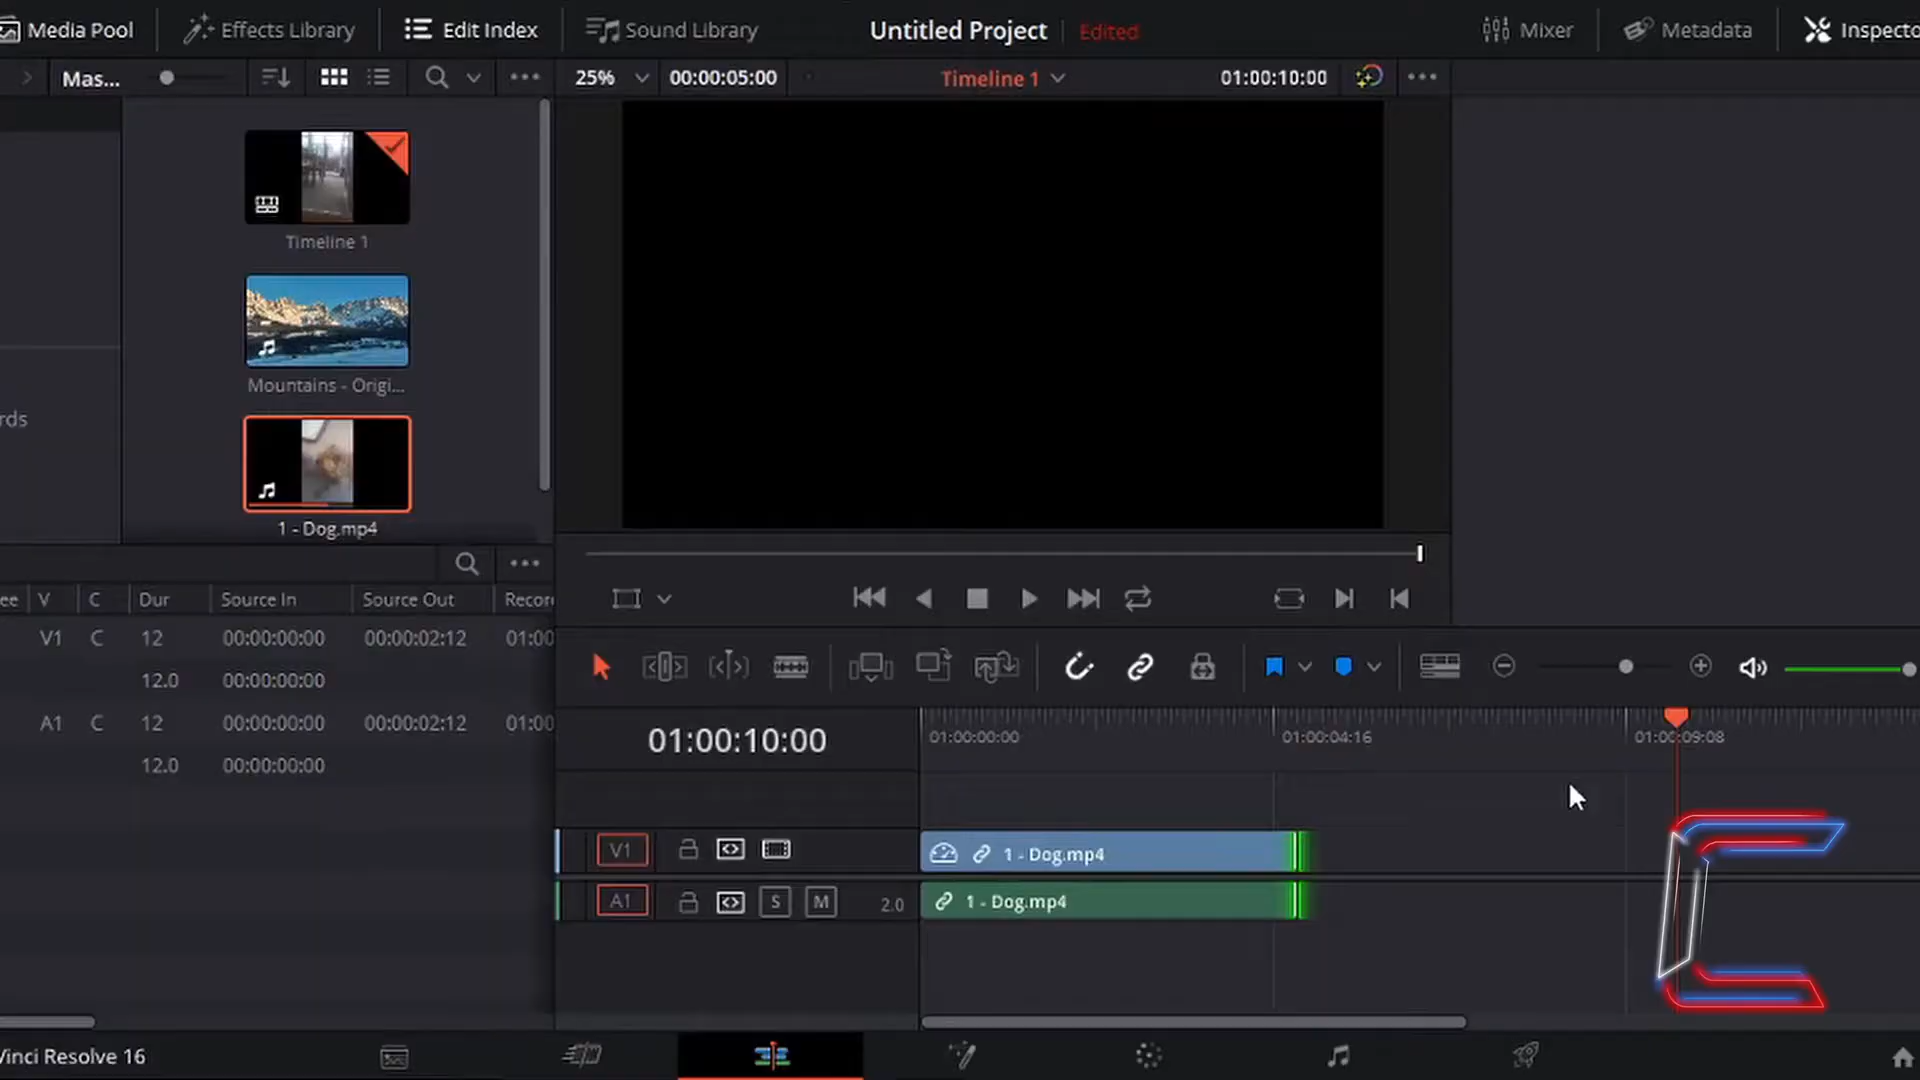 Media Pool
Effects Library
Edit Index
Sound Library
Untitled Project
Edited
Mixer
Metadata
Inspecto
Mas...
25%
00:00:05:00
Timeline 1
01:00:10:00
Timeline 1
Mountains - Origi...
rds
1 - Dog.mp4
ee V C Dur Source In Source Out Recor
V1 C 12 00:00:00:00 00:00:02:12 01:00
12.0 00:00:00:00
A1 C 12 00:00:00:00 00:00:02:12 01:00
12.0 00:00:00:00
01:00:10:00
01:00:00:00
01:00:04:16
01:00:09:08
V1
1 - Dog.mp4
A1
S
M
2.0
1 - Dog.mp4
Vinci Resolve 16